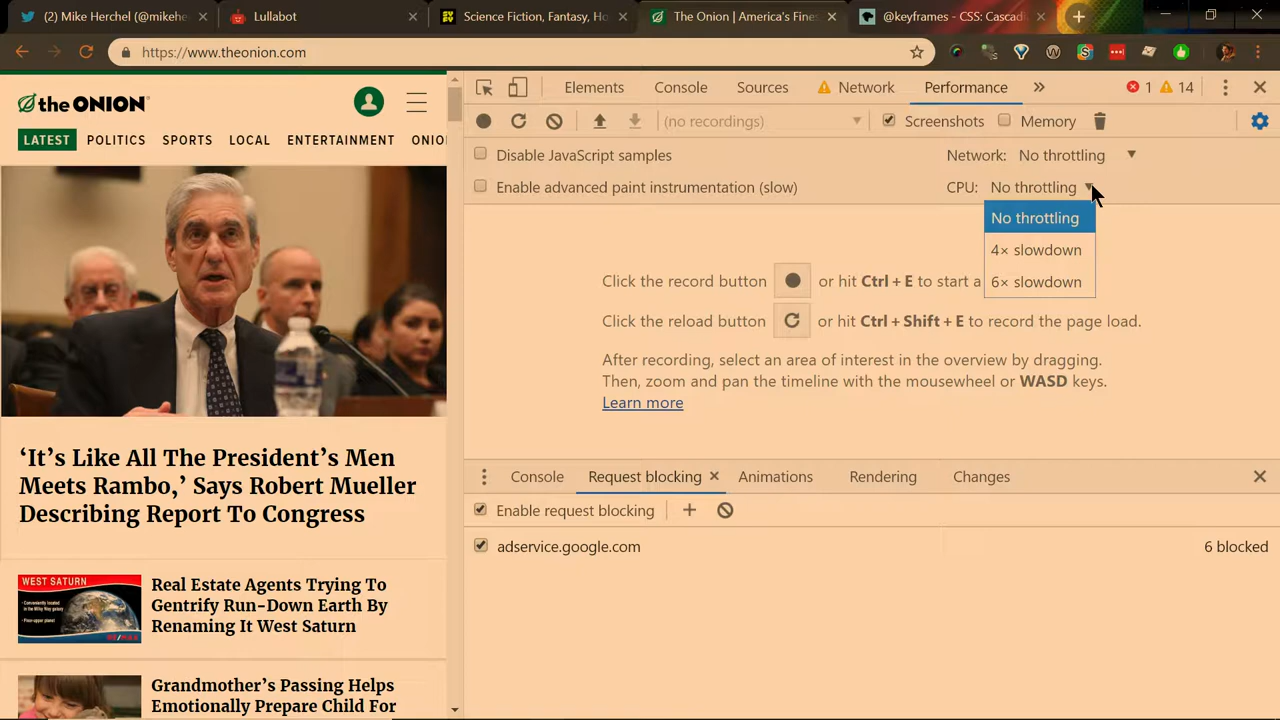 (2) Mike Herchel (@mikehe
Lullabot
Science Fiction, Fantasy, Ho
The Onion | America's Fines
@keyframes - CSS: Cascadi
https://www.theonion.com
the ONION
LATEST POLITICS SPORTS LOCAL ENTERTAINMENT ONIO
‘It’s Like All The President’s Men
Meets Rambo,’ Says Robert Mueller
Describing Report To Congress
WEST SATURN
Real Estate Agents Trying To
Gentrify Run-Down Earth By
Renaming It West Saturn
Grandmother’s Passing Helps
Emotionally Prepare Child For
Elements Console Sources Network Performance » 1 14
(no recordings) Screenshots Memory
Disable JavaScript samples
Network: No throttling
Enable advanced paint instrumentation (slow)
CPU: No throttling
No throttling
4× slowdown
6× slowdown
Click the record button or hit Ctrl + E to start a
Click the reload button or hit Ctrl + Shift + E to record the page load.
After recording, select an area of interest in the overview by dragging.
Then, zoom and pan the timeline with the mousewheel or WASD keys.
Learn more
Console Request blocking Animations Rendering Changes
Enable request blocking
adservice.google.com
6 blocked